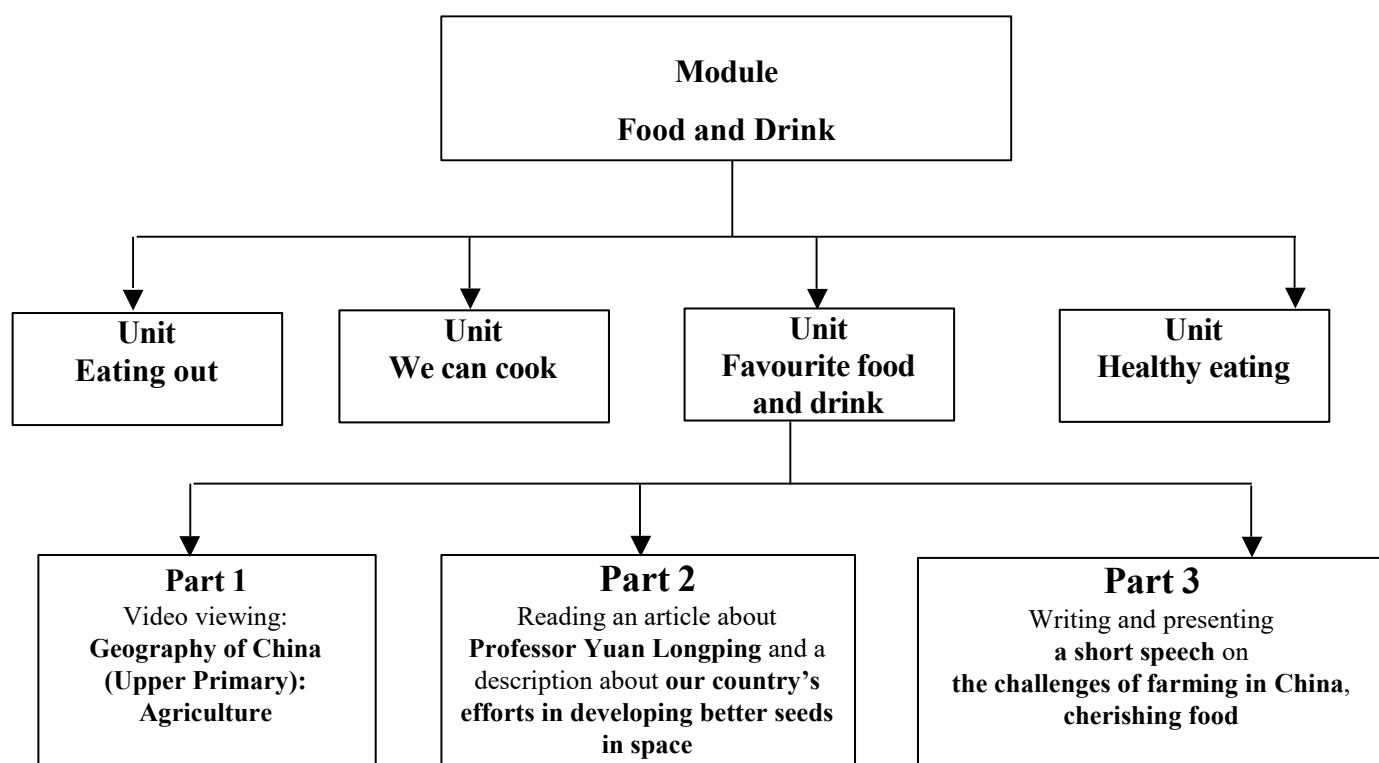 Module
Food and Drink
Unit
Eating out
Unit
We can cook
Unit
Favourite food
and drink
Unit
Healthy eating
Part 1
Video viewing:
Geography of China
(Upper Primary):
Agriculture
Part 2
Reading an article about
Professor Yuan Longping and a
description about our country’s
efforts in developing better seeds
in space
Part 3
Writing and presenting
a short speech on
the challenges of farming in China,
cherishing food